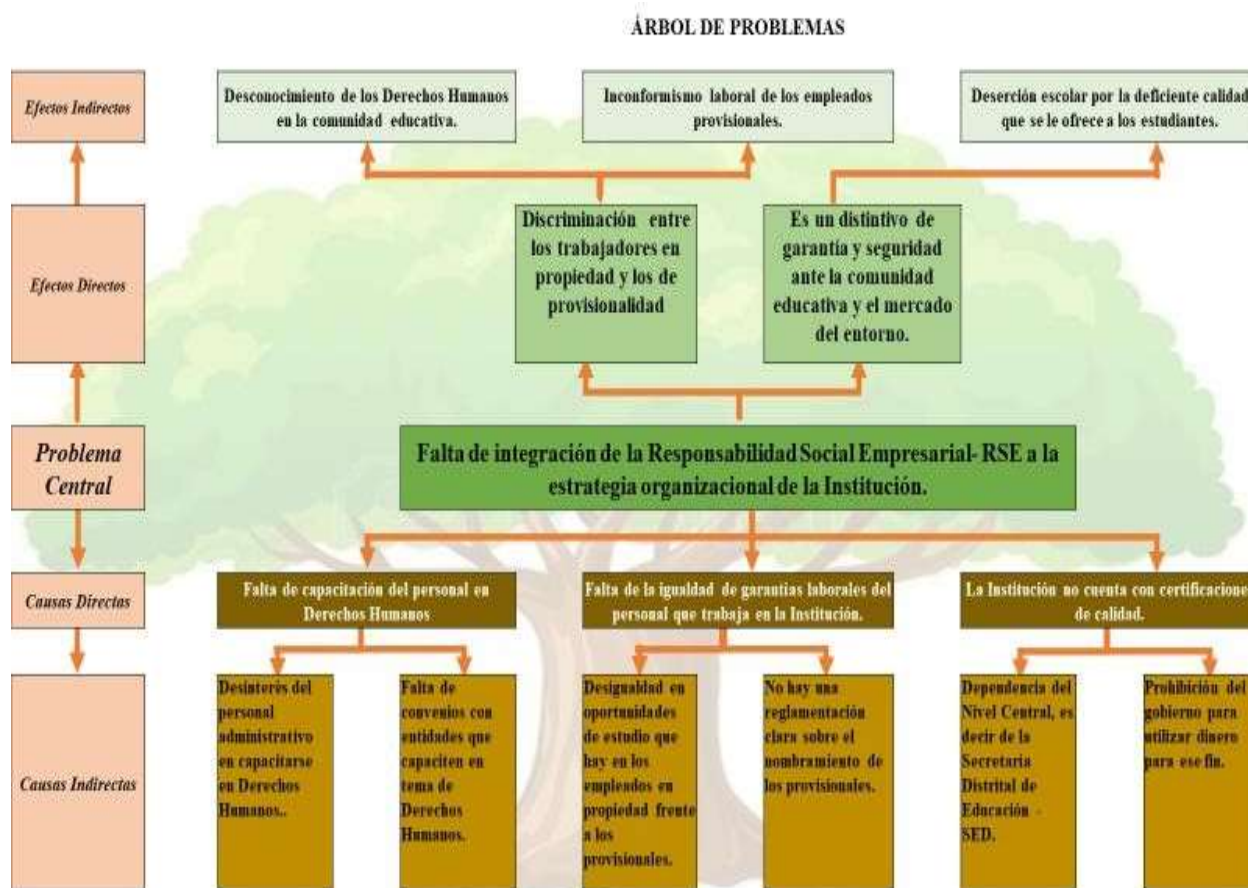 ÁRBOL DE PROBLEMAS
Efectos Indirectos
Desconocimiento de los Derechos Humanos
en la comunidad educativa.
Inconformismo laboral de los empleados
provisionales.
Deserción escolar por la deficiente calidad
que se le ofrece a los estudiantes.
Efectos Directos
Discriminación entre
los trabajadores en
propiedad y los de
provisionalidad
Es un distintivo de
garantía y seguridad
ante la comunidad
educativa y el mercado
del entorno.
Problema
Central
Falta de integración de la Responsabilidad Social Empresarial- RSE a la
estrategia organizacional de la Institución.
Causas Directas
Falta de capacitación del personal en
Derechos Humanos
Falta de la igualdad de garantías laborales del
personal que trabaja en la Institución.
La Institución no cuenta con certificacione
de calidad.
Causas Indirectas
Desinterés del
personal
administrativo
en capacitarse
en Derechos
Humanos..
Falta de
convenios con
entidades que
capaciten en
tema de
Derechos
Humanos.
Desigualdad en
oportunidades
de estudio que
hay en los
empleados en
propiedad frente
a los
provisionales.
No hay una
reglamentación
clara sobre el
nombramiento de
los provisionales.
Dependencia del
Nivel Central, es
decir de la
Secretaria
Distrital de
Educación -
SED.
Prohibición del
gobierno para
utilizar dinero
para ese fin.